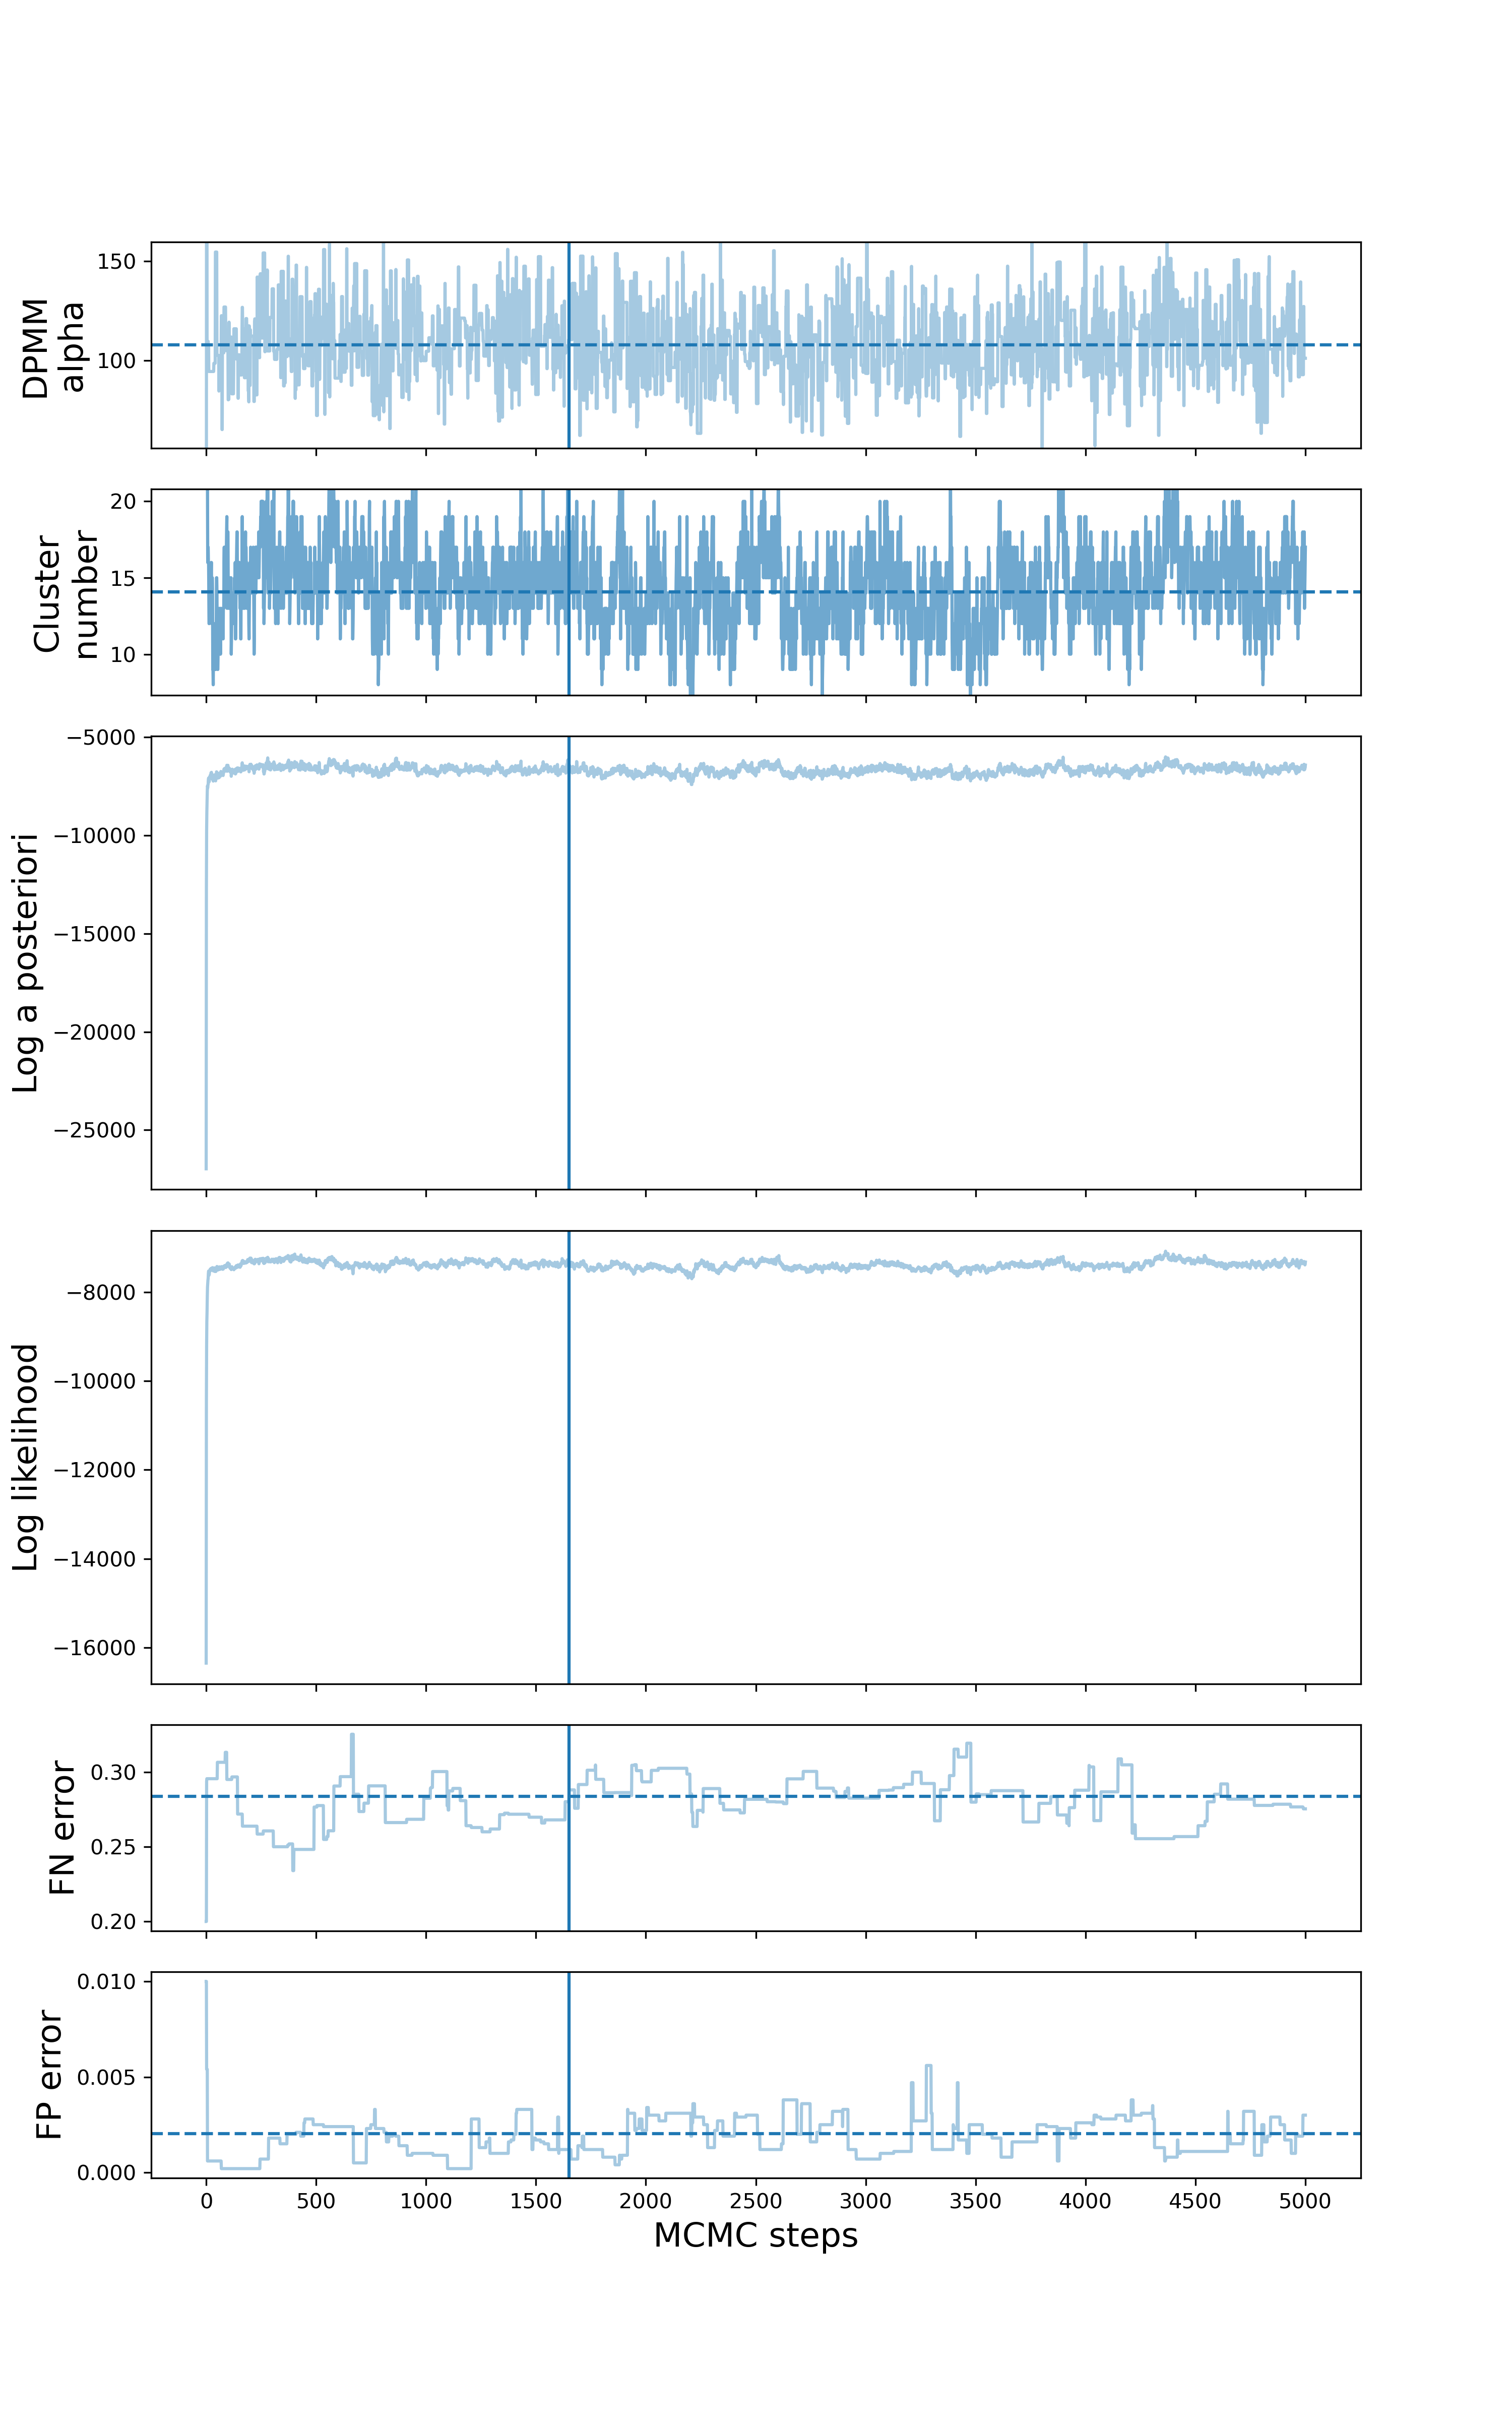 DPMM
alpha
150
100
Cluster
number
20
15
10
Log a posteriori
−5000
−10000
−15000
−20000
−25000
Log likelihood
−8000
−10000
−12000
−14000
−16000
FN error
0.30
0.25
0.20
FP error
0.010
0.005
0.000
0 500 1000 1500 2000 2500 3000 3500 4000 4500 5000
MCMC steps